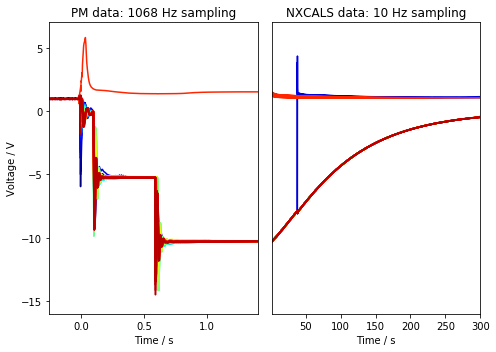 PM data: 1068 Hz sampling
NXCALS data: 10 Hz sampling
Voltage / V
5
0
−5
−10
−15
0.0 0.5 1.0
50 100 150 200 250 300
Time / s
Time / s